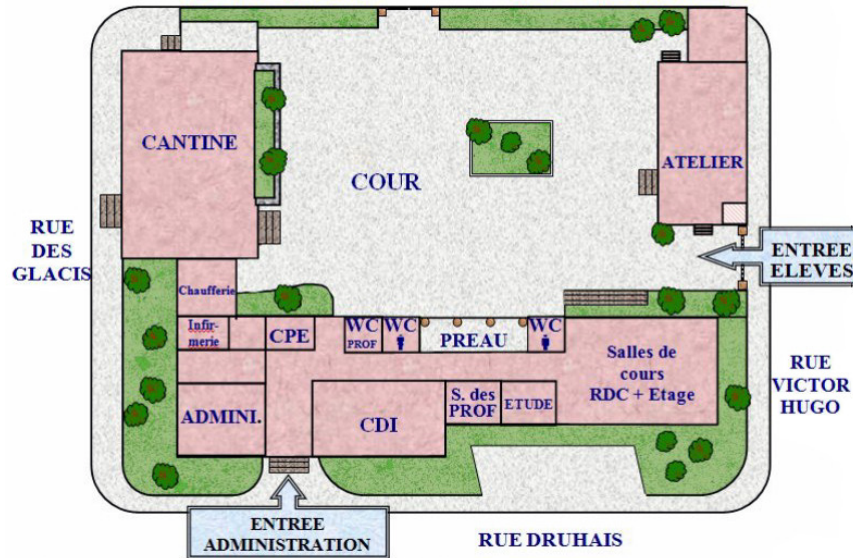 CANTINE
COUR
ATELIER
RUE
DES
GLACIS
ENTREE
ELEVES
Chaufferie
Infir-
merie
CPE
WC
PROF
WC
PREAU
WC
Salles de
cours
RDC + Etage
RUE
VICTOR
HUGO
ADMINI.
CDI
S. des
PROF
ETUDE
ENTREE
ADMINISTRATION
RUE DRUHAIS